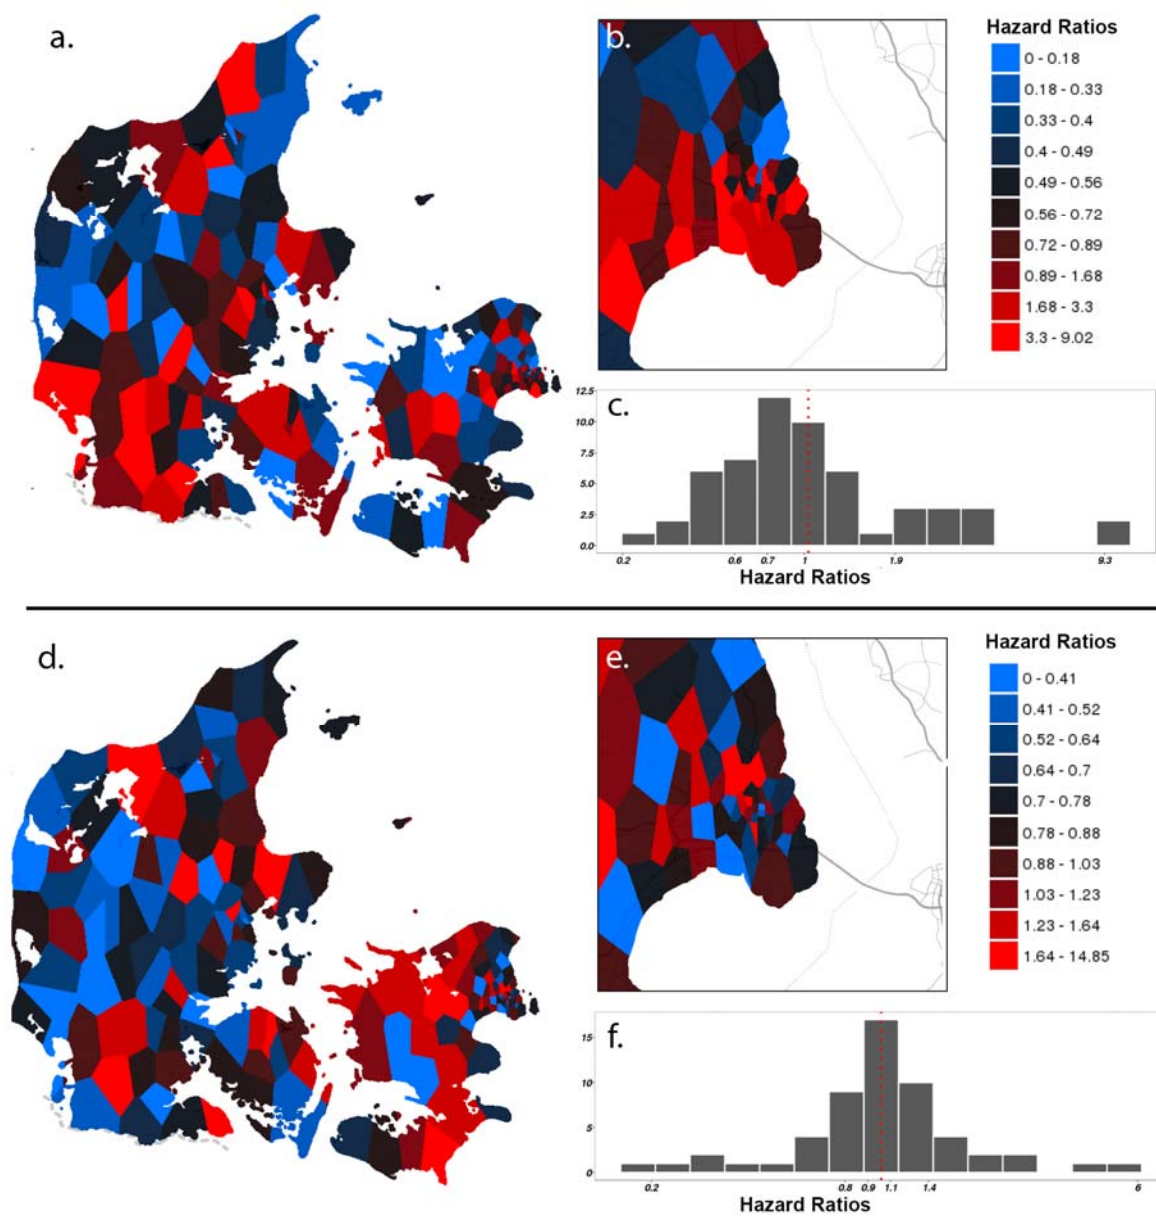 a.
b.
Hazard Ratios
0 - 0.18
0.18 - 0.33
0.33 - 0.4
0.4 - 0.49
0.49 - 0.56
0.56 - 0.72
0.72 - 0.89
0.89 - 1.68
1.68 - 3.3
3.3 - 9.02
c.
12.5
10.0
7.5
5.0
2.5
0.0
0.2 0.6 0.7 1 1.9 9.3
Hazard Ratios
d.
e.
Hazard Ratios
0 - 0.41
0.41 - 0.52
0.52 - 0.64
0.64 - 0.7
0.7 - 0.78
0.78 - 0.88
0.88 - 1.03
1.03 - 1.23
1.23 - 1.64
1.64 - 14.85
f.
15
10
5
0
0.2 0.8 0.9 1.1 1.4 6
Hazard Ratios